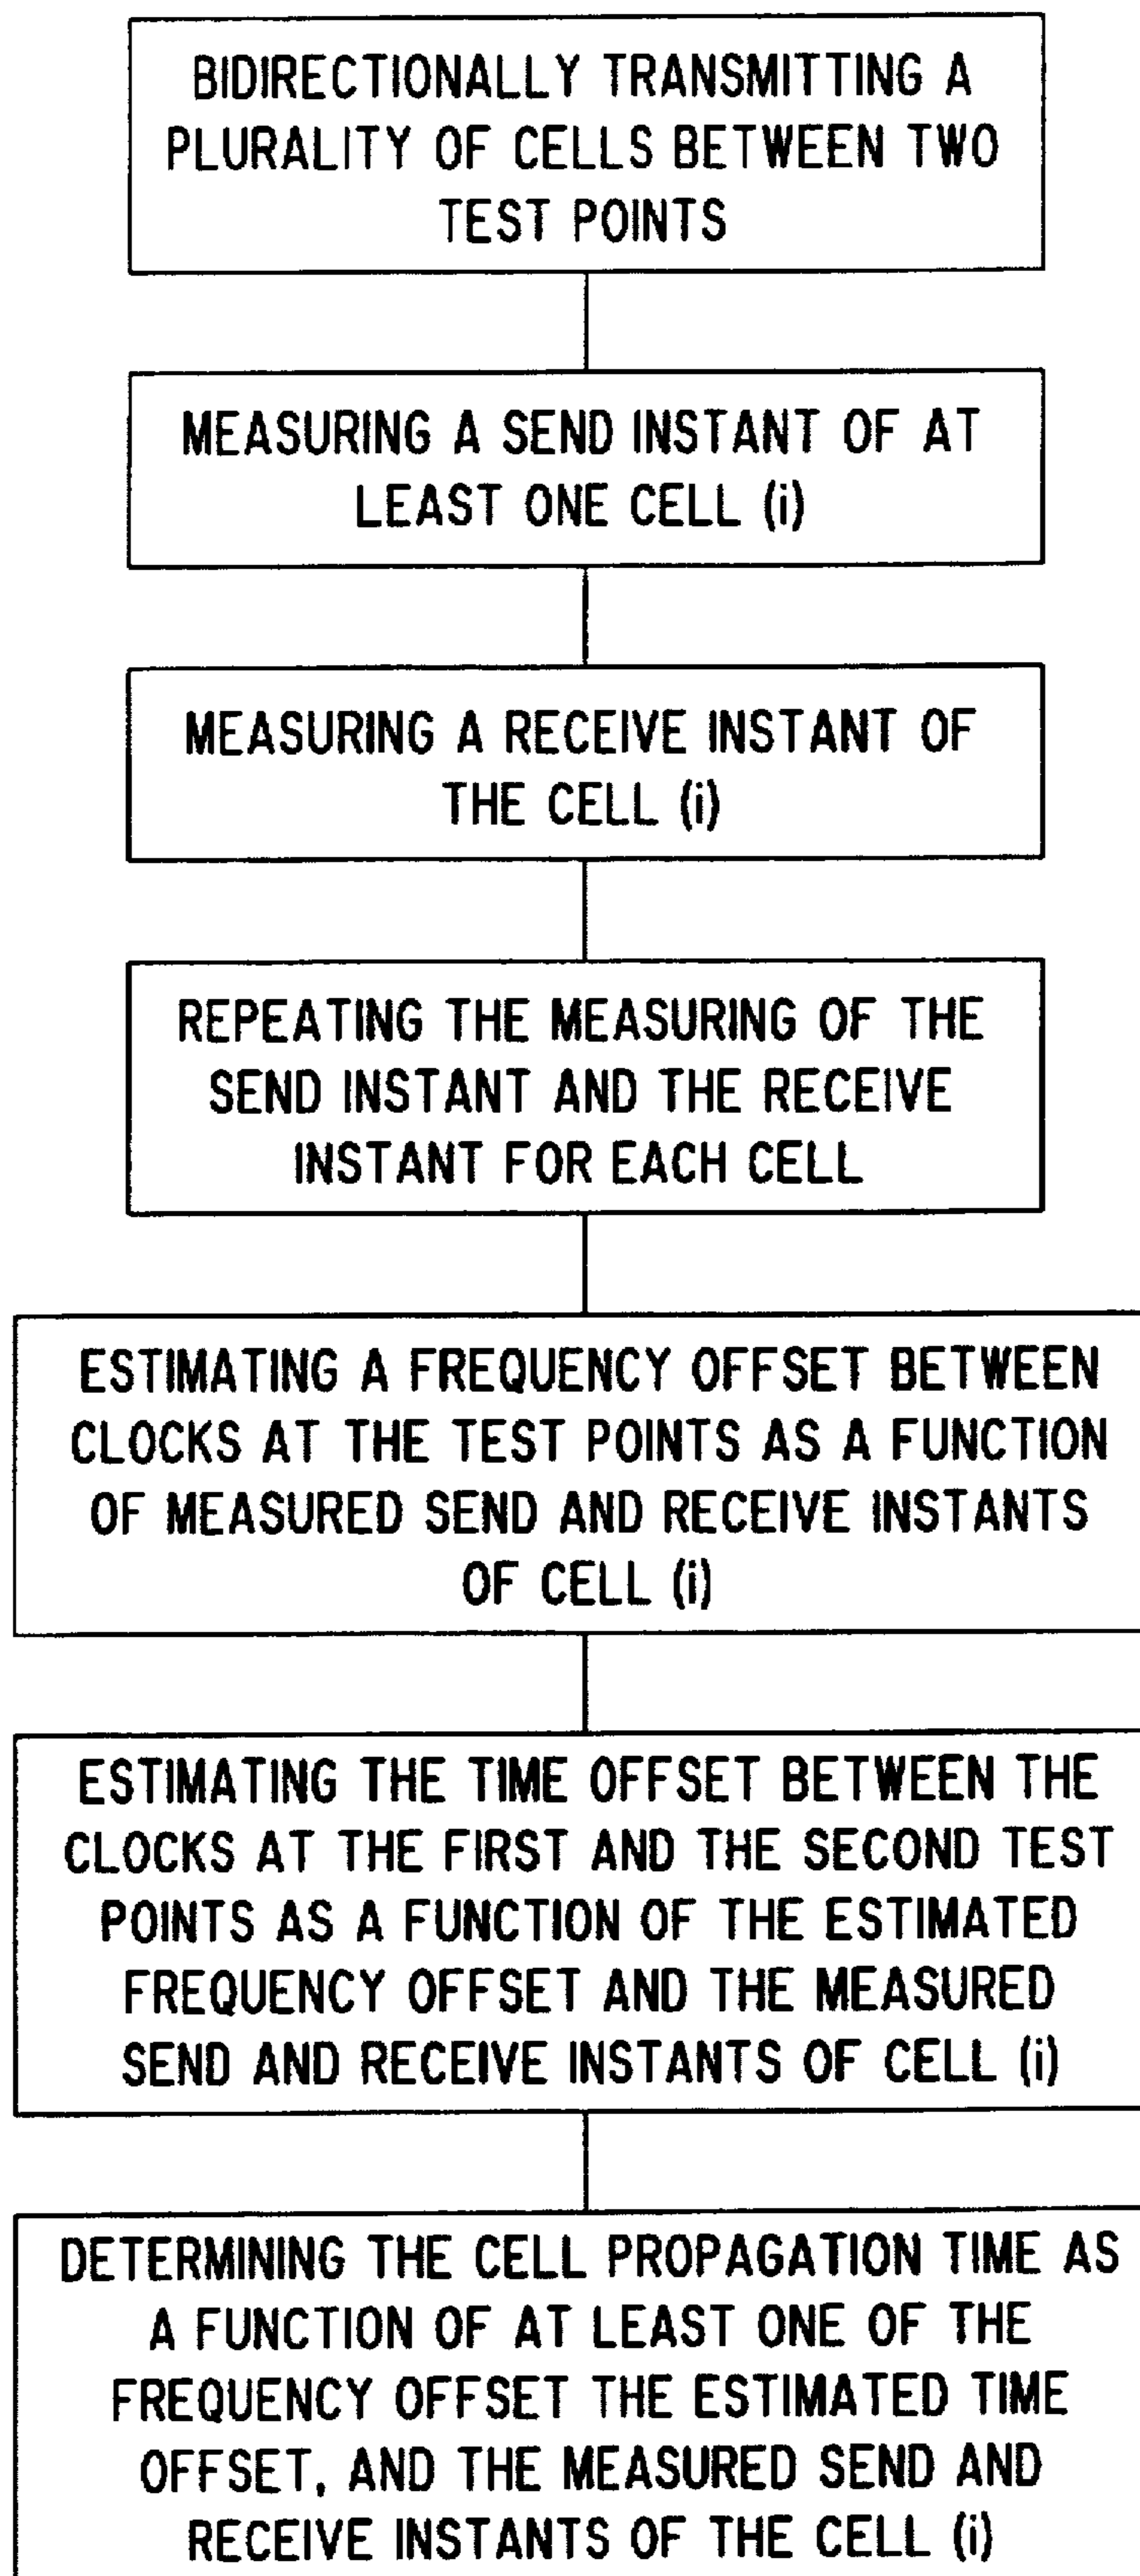 BIDIRECTIONALLY TRANSMITTING A
PLURALITY OF CELLS BETWEEN TWO
TEST POINTS
MEASURING A SEND INSTANT OF AT
LEAST ONE CELL (i)
MEASURING A RECEIVE INSTANT OF
THE CELL (i)
REPEATING THE MEASURING OF THE
SEND INSTANT AND THE RECEIVE
INSTANT FOR EACH CELL
ESTIMATING A FREQUENCY OFFSET BETWEEN
CLOCKS AT THE TEST POINTS AS A FUNCTION
OF MEASURED SEND AND RECEIVE INSTANTS
OF CELL (i)
ESTIMATING THE TIME OFFSET BETWEEN THE
CLOCKS AT THE FIRST AND THE SECOND TEST
POINTS AS A FUNCTION OF THE ESTIMATED
FREQUENCY OFFSET AND THE MEASURED
SEND AND RECEIVE INSTANTS OF CELL (i)
DETERMINING THE CELL PROPAGATION TIME AS
A FUNCTION OF AT LEAST ONE OF THE
FREQUENCY OFFSET THE ESTIMATED TIME
OFFSET, AND THE MEASURED SEND AND
RECEIVE INSTANTS OF THE CELL (i)